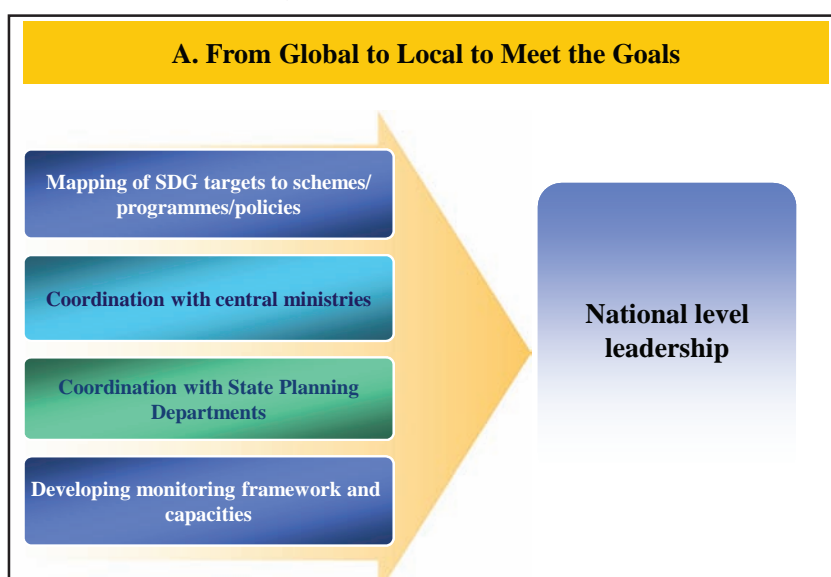 A. From Global to Local to Meet the Goals
Mapping of SDG targets to schemes/
programmes/policies
Coordination with central ministries
Coordination with State Planning
Departments
Developing monitoring framework and
capacities
National level
leadership